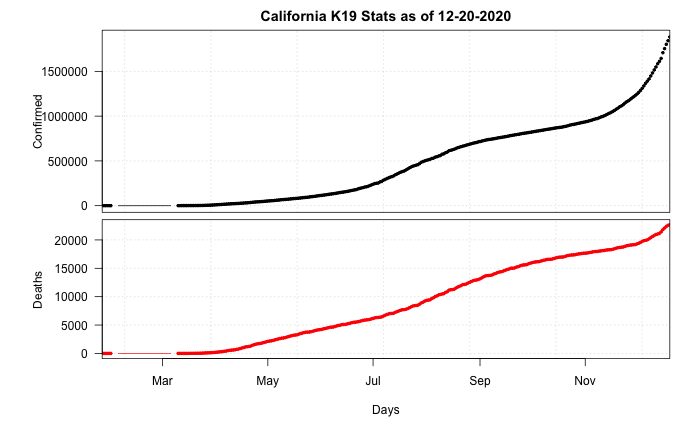 California K19 Stats as of 12-20-2020
Confirmed
1500000
1000000
500000
0
Deaths
20000
15000
10000
5000
0
Mar May Jul Sep Nov
Days